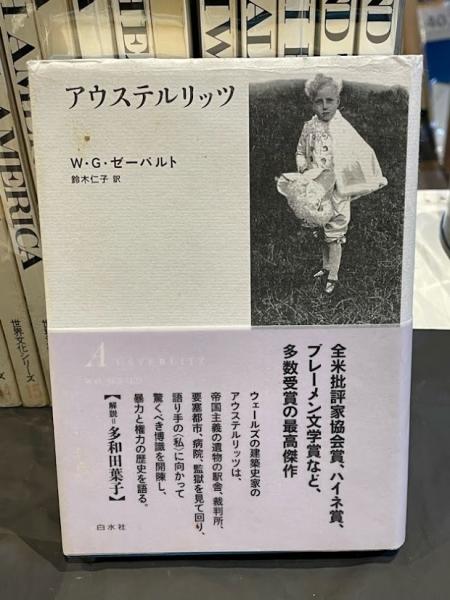 アウステルリッツ
W・G・ゼーバルト
鈴木仁子 訳
全米批評家協会賞、ハイネ賞、
ブレーメン文学賞など、
多数受賞の最高傑作
ウェールズの建築史家の
アウステルリッツは、
帝国主義の遺物の駅舎、裁判所、
要塞都市、病院、監獄を見て回り、
語り手の〈私〉に向かって
驚くべき博識を開陳し、
暴力と権力の歴史を語る。
【解説=多和田葉子】
AUSTERLITZ
白水社
AMERICA
世界文化シリーズ
40